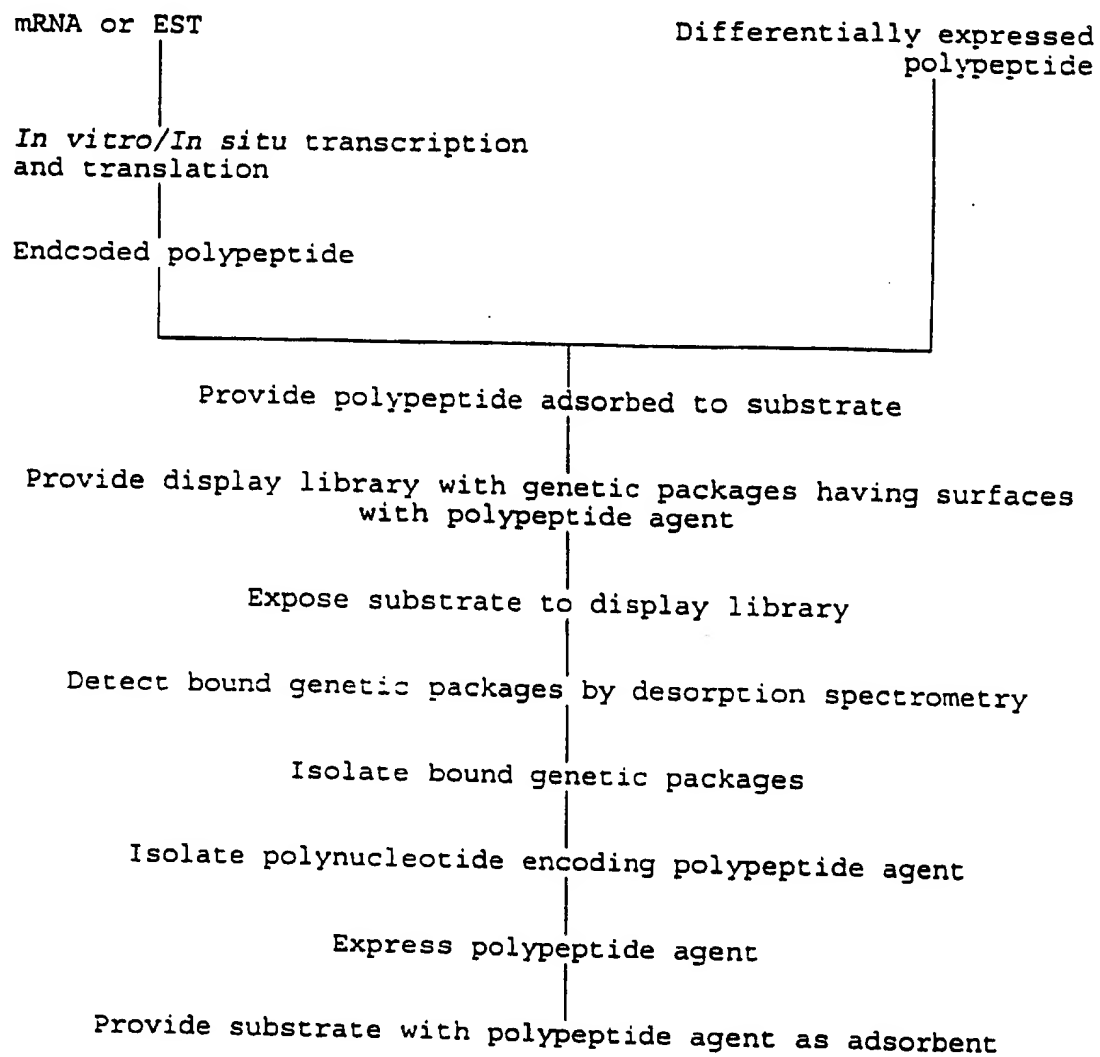 mRNA or EST
Differentially expressed
polypeptide
In vitro/In situ transcription
and translation
Endcoded polypeptide
Provide polypeptide adsorbed to substrate
Provide display library with genetic packages having surfaces
with polypeptide agent
Expose substrate to display library
Detect bound genetic packages by desorption spectrometry
Isolate bound genetic packages
Isolate polynucleotide encoding polypeptide agent
Express polypeptide agent
Provide substrate with polypeptide agent as adsorbent